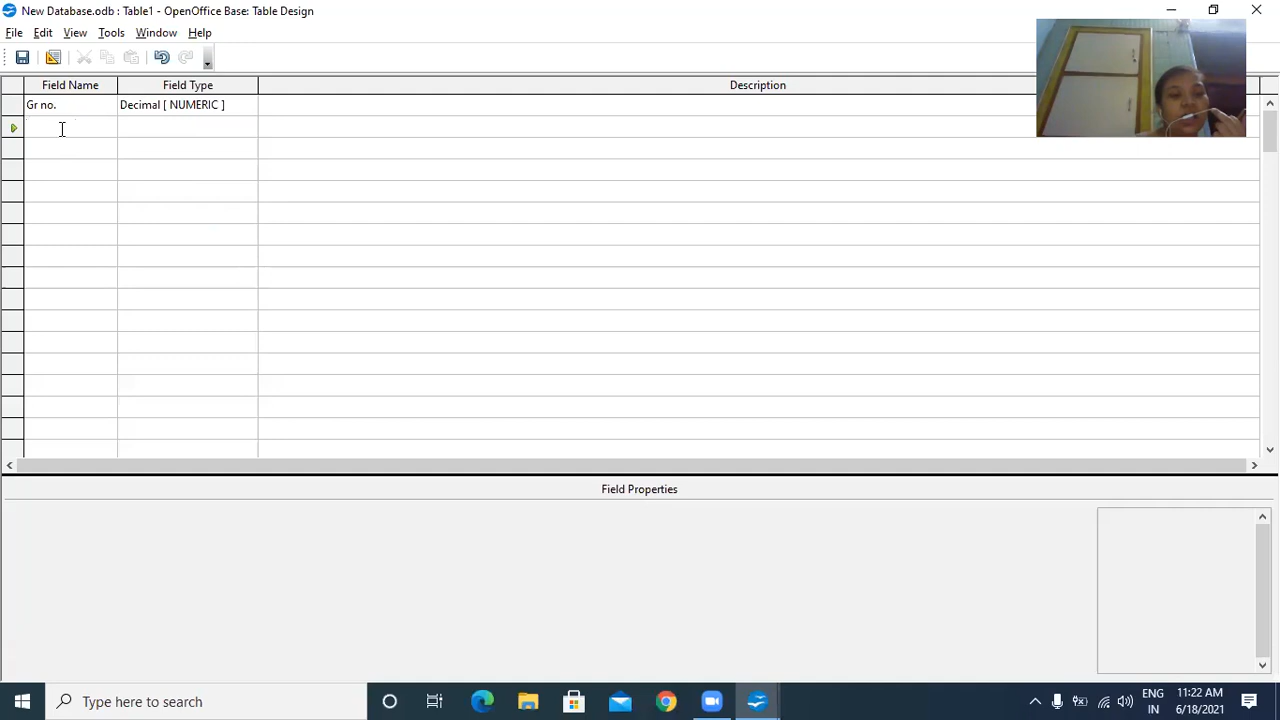 New Database.odb : Table1 - OpenOffice Base: Table Design
File Edit View Tools Window Help
Field Name Field Type Description
Gr no. Decimal [ NUMERIC ]
Field Properties
Type here to search
ENG
IN
11:22 AM
6/18/2021